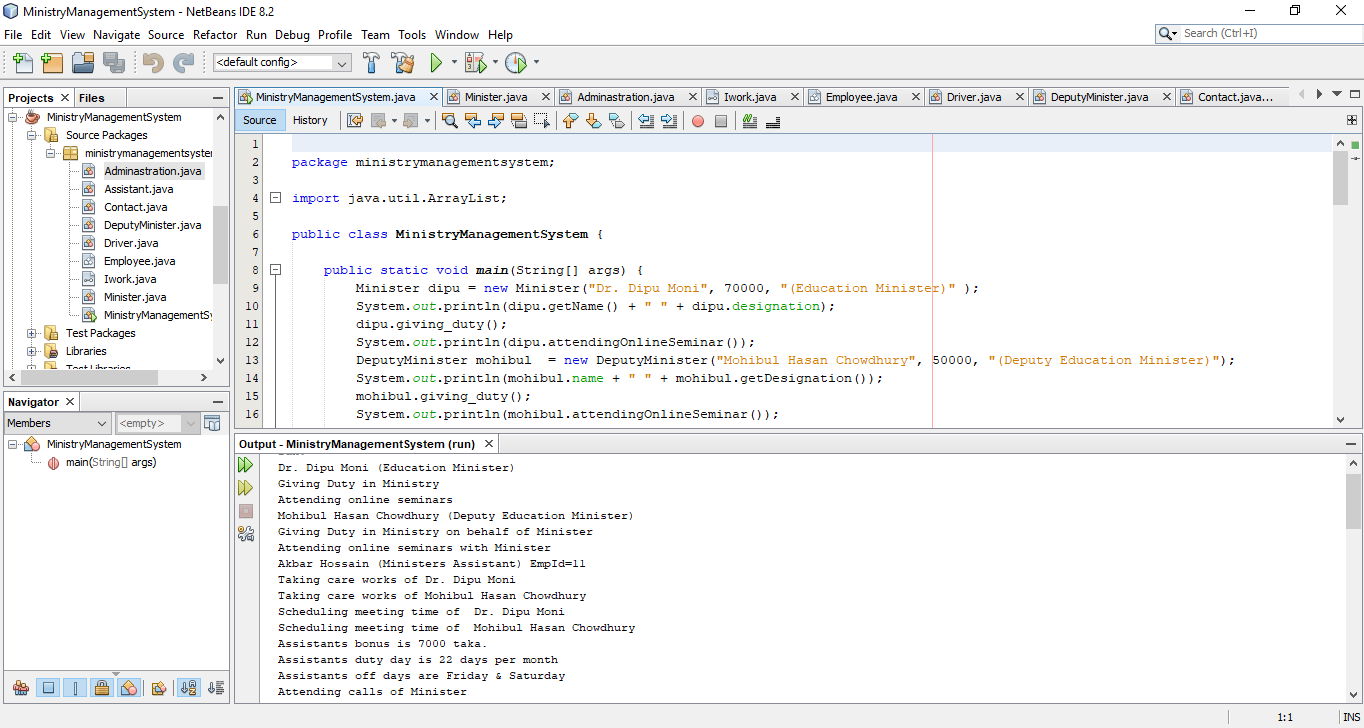 MinistryManagementSystem - NetBeans IDE 8.2
File Edit View Navigate Source Refactor Run Debug Profile Team Tools Window Help
Search (Ctrl+I)
<default config>
Projects Files
MinistryManagementSystem
Source Packages
ministrymanagementsyster
Adminastration.java
Assistant.java
Contact.java
DeputyMinister.java
Driver.java
Employee.java
Iwork.java
Minister.java
MinistryManagementSy
Test Packages
Libraries
Test Libraries
Navigator
Members
<empty>
MinistryManagementSystem
main(String[] args)
MinistryManagementSystem.java Minister.java Adminastration.java Iwork.java Employee.java Driver.java DeputyMinister.java Contact.java...
Source History
1
2 package ministrymanagementsystem;
3
4 import java.util.ArrayList;
5
6 public class MinistryManagementSystem {
7
8 public static void main(String[] args) {
9 Minister dipu = new Minister("Dr. Dipu Moni", 70000, "(Education Minister)" );
10 System.out.println(dipu.getName() + " " + dipu.designation);
11 dipu.giving_duty();
12 System.out.println(dipu.attendingOnlineSeminar());
13 DeputyMinister mohibul  = new DeputyMinister("Mohibul Hasan Chowdhury", 50000, "(Deputy Education Minister)");
14 System.out.println(mohibul.name + " " + mohibul.getDesignation());
15 mohibul.giving_duty();
16 System.out.println(mohibul.attendingOnlineSeminar());
Output - MinistryManagementSystem (run)
Dr. Dipu Moni (Education Minister)
Giving Duty in Ministry
Attending online seminars
Mohibul Hasan Chowdhury (Deputy Education Minister)
Giving Duty in Ministry on behalf of Minister
Attending online seminars with Minister
Akbar Hossain (Ministers Assistant) EmpId=11
Taking care works of Dr. Dipu Moni
Taking care works of Mohibul Hasan Chowdhury
Scheduling meeting time of  Dr. Dipu Moni
Scheduling meeting time of  Mohibul Hasan Chowdhury
Assistants bonus is 7000 taka.
Assistants duty day is 22 days per month
Assistants off days are Friday & Saturday
Attending calls of Minister
1:1 INS